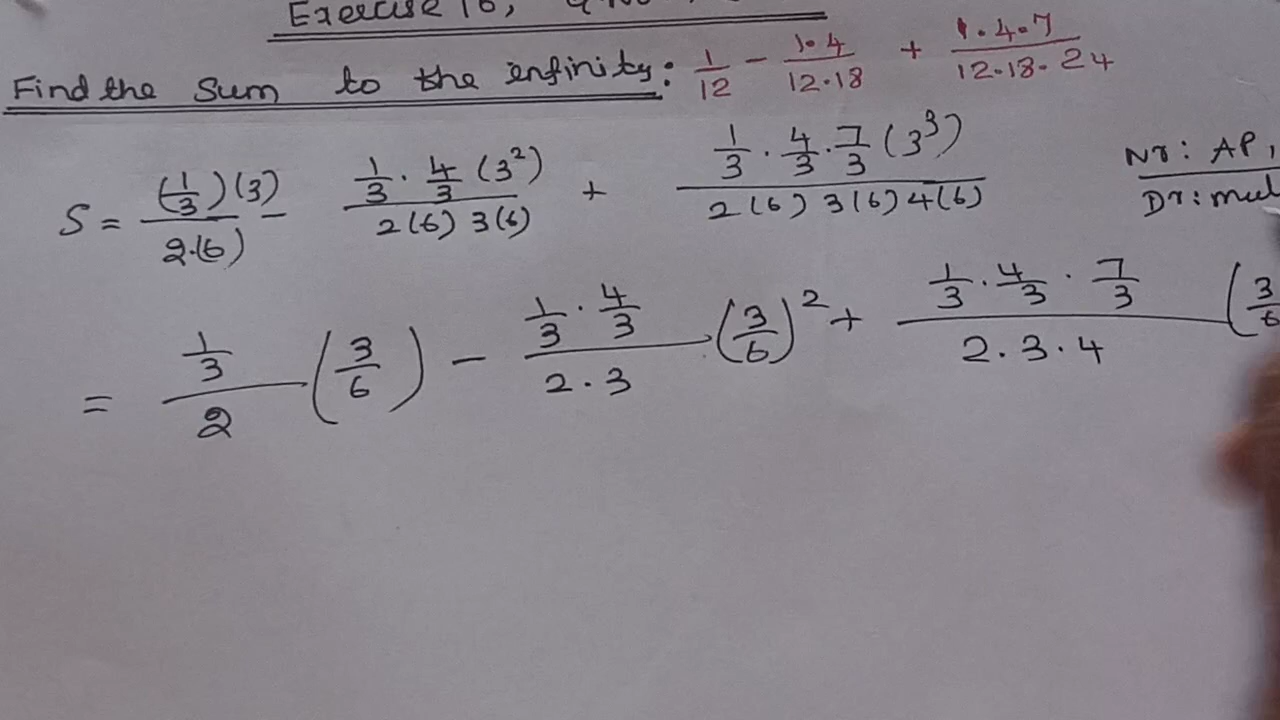 Exercise 16,
Find the Sum to the infinity: 1/12 - 1.4/12.18 + 1.4.7/12.18.24
S = (1/3)(3)/2.(6) - 1/3 . 4/3 (3²)/2(6) 3(6) + 1/3 . 4/3 . 7/3 (3³)/2(6) 3(6) 4(6) Nr: AP,
Dr: mul
= 1/3/2 (3/6) - 1/3 . 4/3/2.3 (3/6)² + 1/3 . 4/3 . 7/3/2.3.4 (3/6